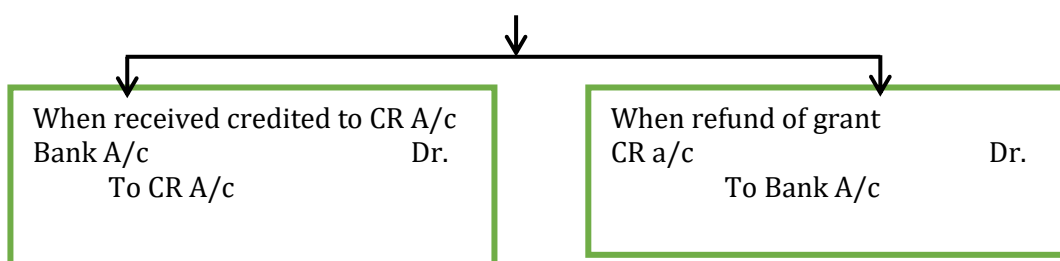 When received credited to CR A/c
Bank A/c Dr.
To CR A/c
When refund of grant
CR a/c Dr.
To Bank A/c